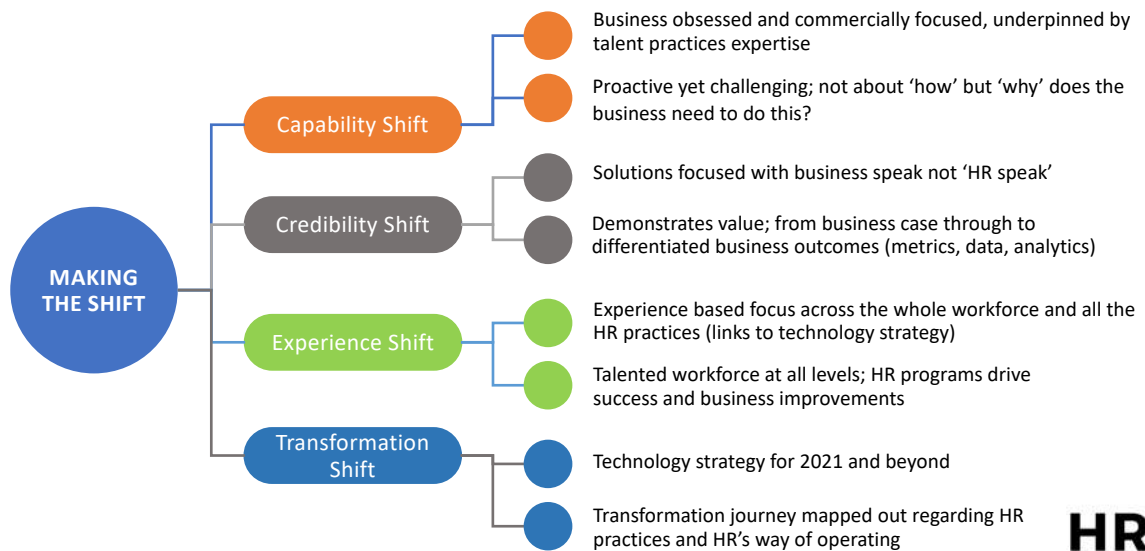 Business obsessed and commercially focused, underpinned by
talent practices expertise
Proactive yet challenging; not about ‘how’ but ‘why’ does the
business need to do this?
Capability Shift
Solutions focused with business speak not ‘HR speak’
Credibility Shift
Demonstrates value; from business case through to
differentiated business outcomes (metrics, data, analytics)
MAKING
THE SHIFT
Experience based focus across the whole workforce and all the
HR practices (links to technology strategy)
Experience Shift
Talented workforce at all levels; HR programs drive
success and business improvements
Transformation
Shift
Technology strategy for 2021 and beyond
Transformation journey mapped out regarding HR
practices and HR’s way of operating
HR